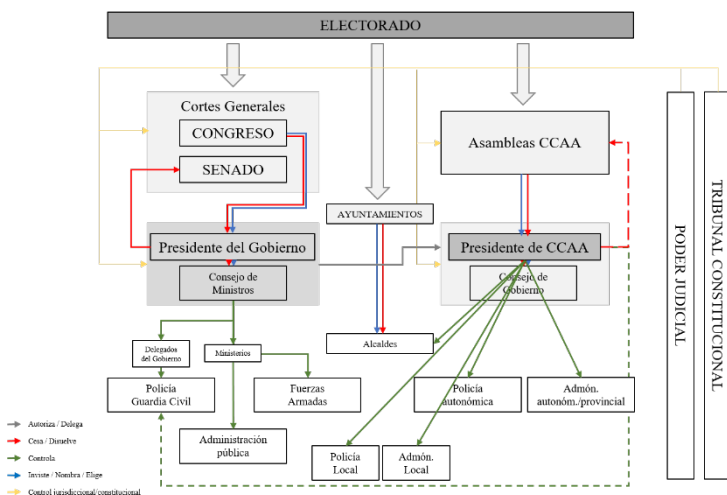 ELECTORADO
Cortes Generales
CONGRESO
SENADO
Asambleas CCAA
AYUNTAMIENTOS
Presidente del Gobierno
Consejo de
Ministros
Presidente de CCAA
Consejo de
Gobierno
PODER JUDICIAL
TRIBUNAL CONSTITUCIONAL
Delegados
del Gobierno
Ministerios
Alcaldes
Policía
Guardia Civil
Fuerzas
Armadas
Policía
autonómica
Admón.
autonóm./provincial
Administración
pública
Policía
Local
Admón.
Local
Autoriza / Delega
Cesa / Disuelve
Controla
Inviste / Nombra / Elige
Control jurisdiccional/constitucional